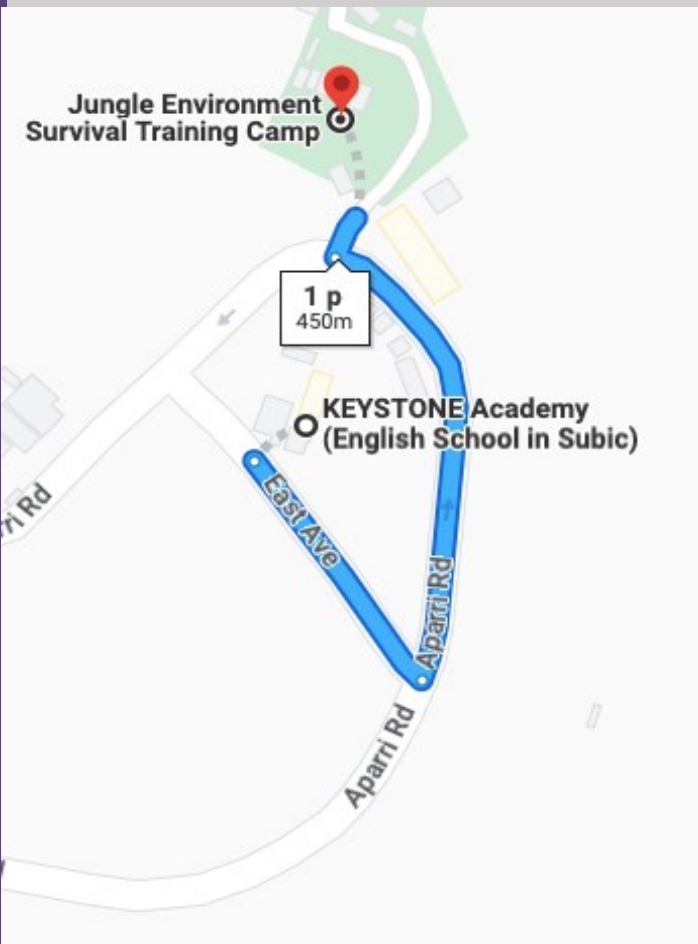 Jungle Environment
Survival Training Camp
1 p
450m
KEYSTONE Academy
(English School in Subic)
East Ave
rri Rd
Aparri Rd
Aparri Rd